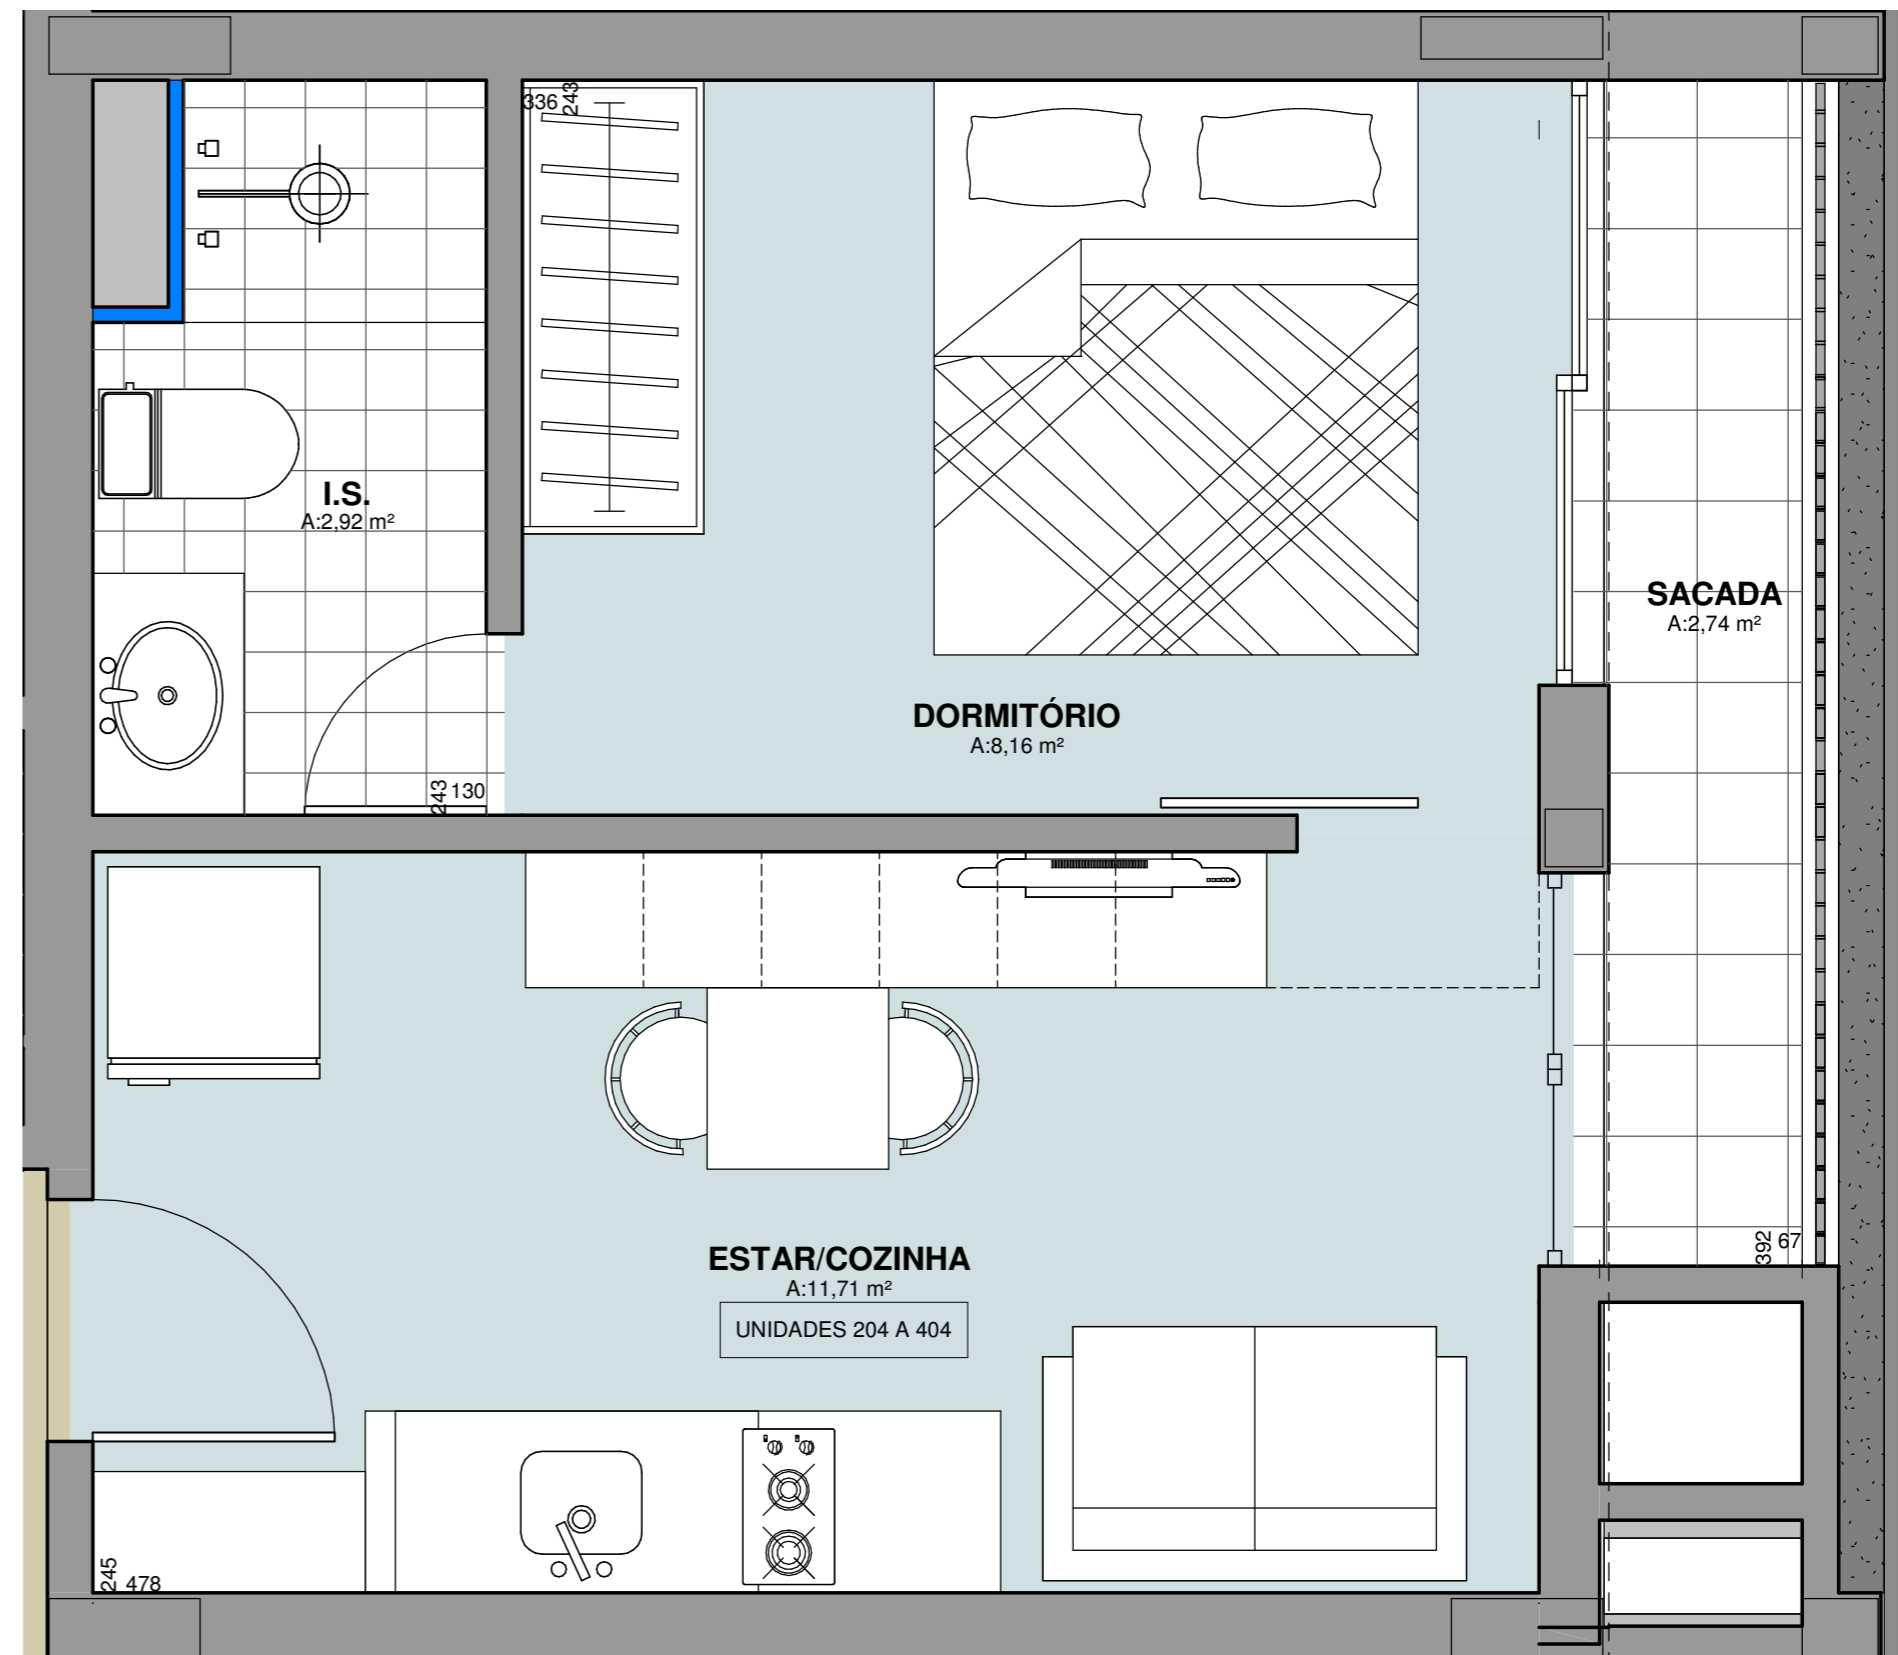 336
243
I.S.
A:2,92 m²
SACADA
A:2,74 m²
DORMITÓRIO
A:8,16 m²
243
130
ESTAR/COZINHA
A:11,71 m²
UNIDADES 204 A 404
392
67
245
478